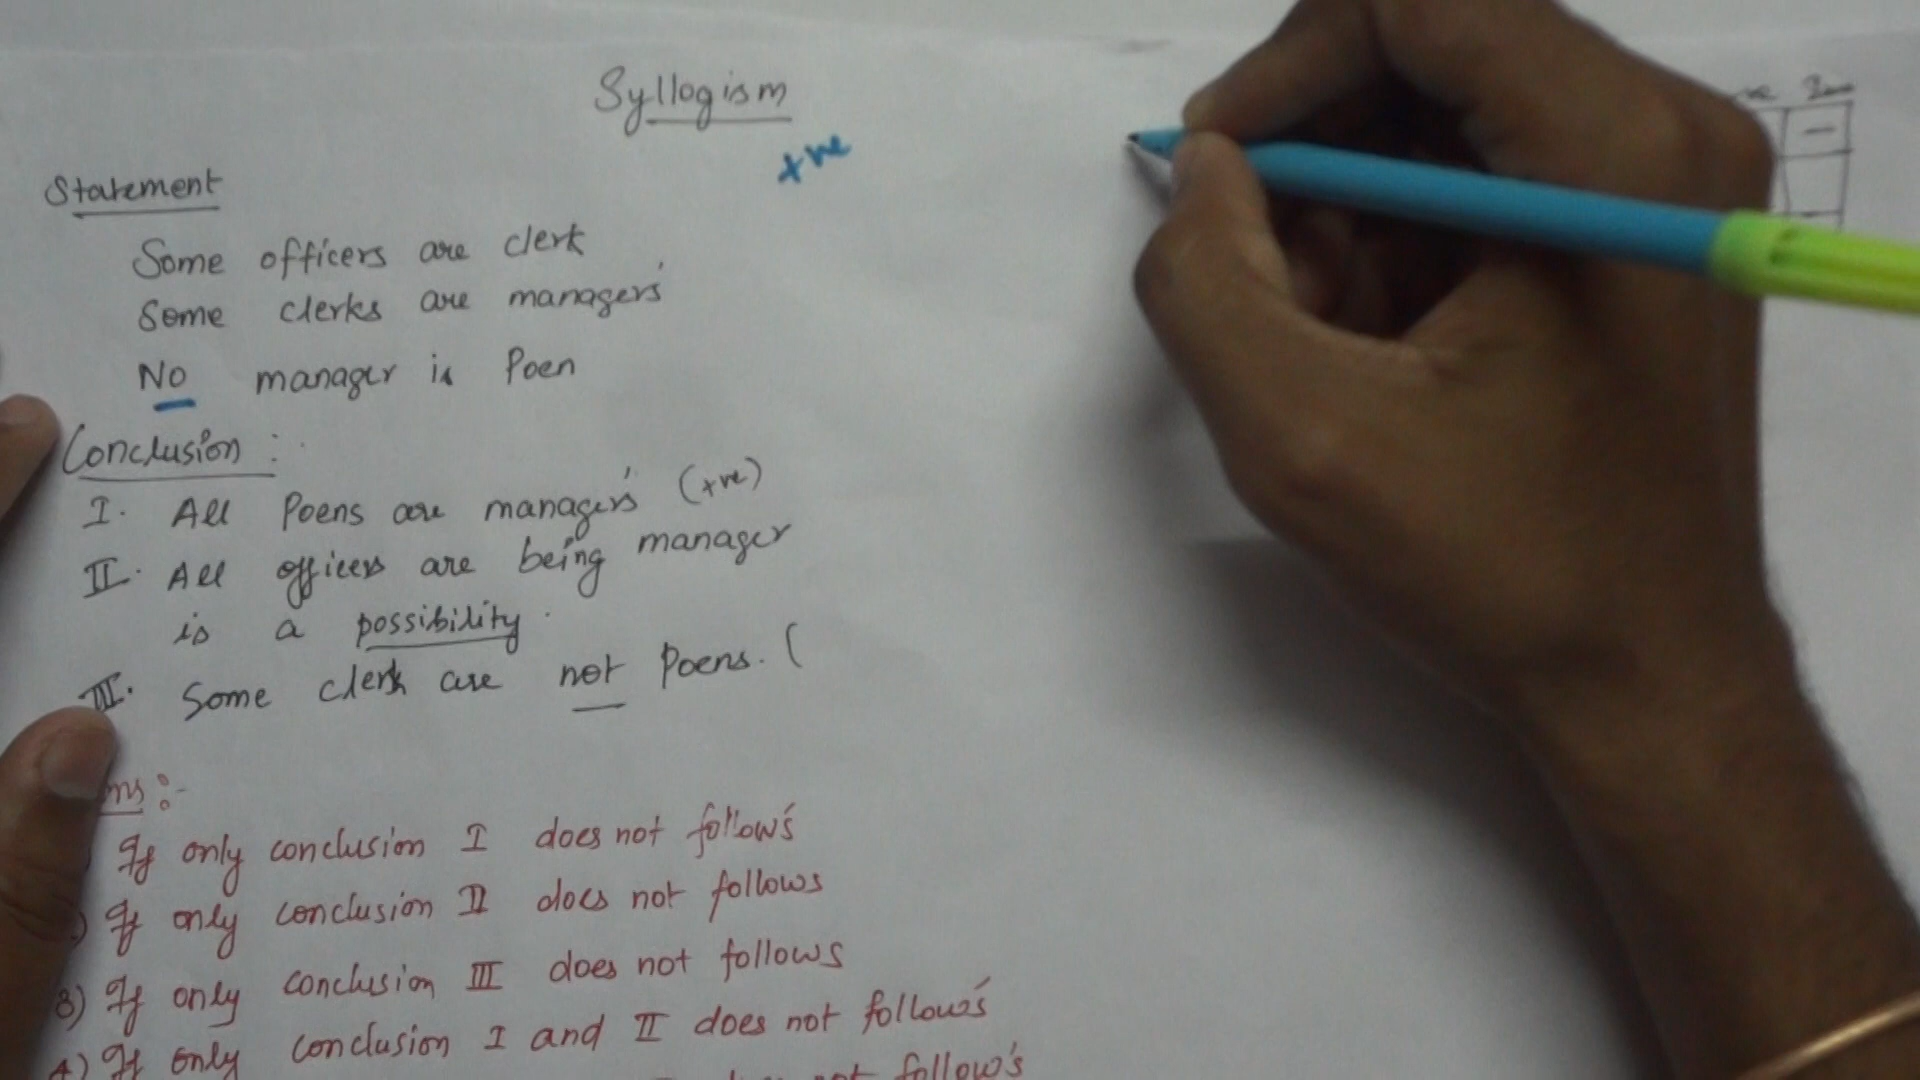 Syllogism
+ve
Statement
Some officers are clerk
Some clerks are managers
No manager is Poen
Conclusion :
I. All Poens are managers (+ve)
II. All officers are being manager
is a possibility.
III. Some clerk are not Poens. (
ns :-
If only conclusion I does not follows
) If only conclusion II does not follows
3) If only conclusion III does not follows
4) If only conclusion I and II does not follows
not follows